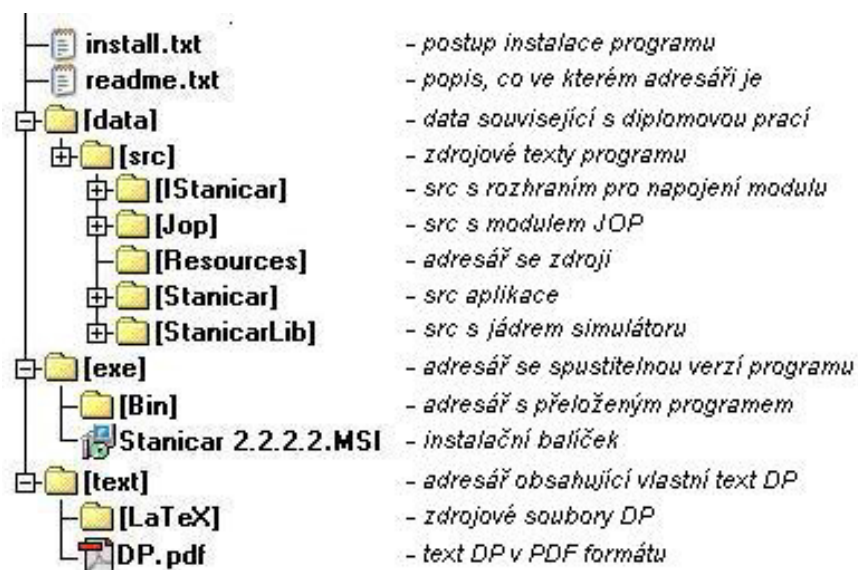 install.txt - postup instalace programu
readme.txt - popis, co ve kterém adresáři je
[data] - data související s diplomovou prací
[src] - zdrojové texty programu
[IStanicar] - src s rozhraním pro napojení modulu
[Jop] - src s modulem JOP
[Resources] - adresář se zdroji
[Stanicar] - src aplikace
[StanicarLib] - src s jádrem simulátoru
[exe] - adresář se spustitelnou verzí programu
[Bin] - adresář s přeloženým programem
Stanicar 2.2.2.2.MSI - instalační balíček
[text] - adresář obsahující vlastní text DP
[LaTeX] - zdrojové soubory DP
DP.pdf - text DP v PDF formátu